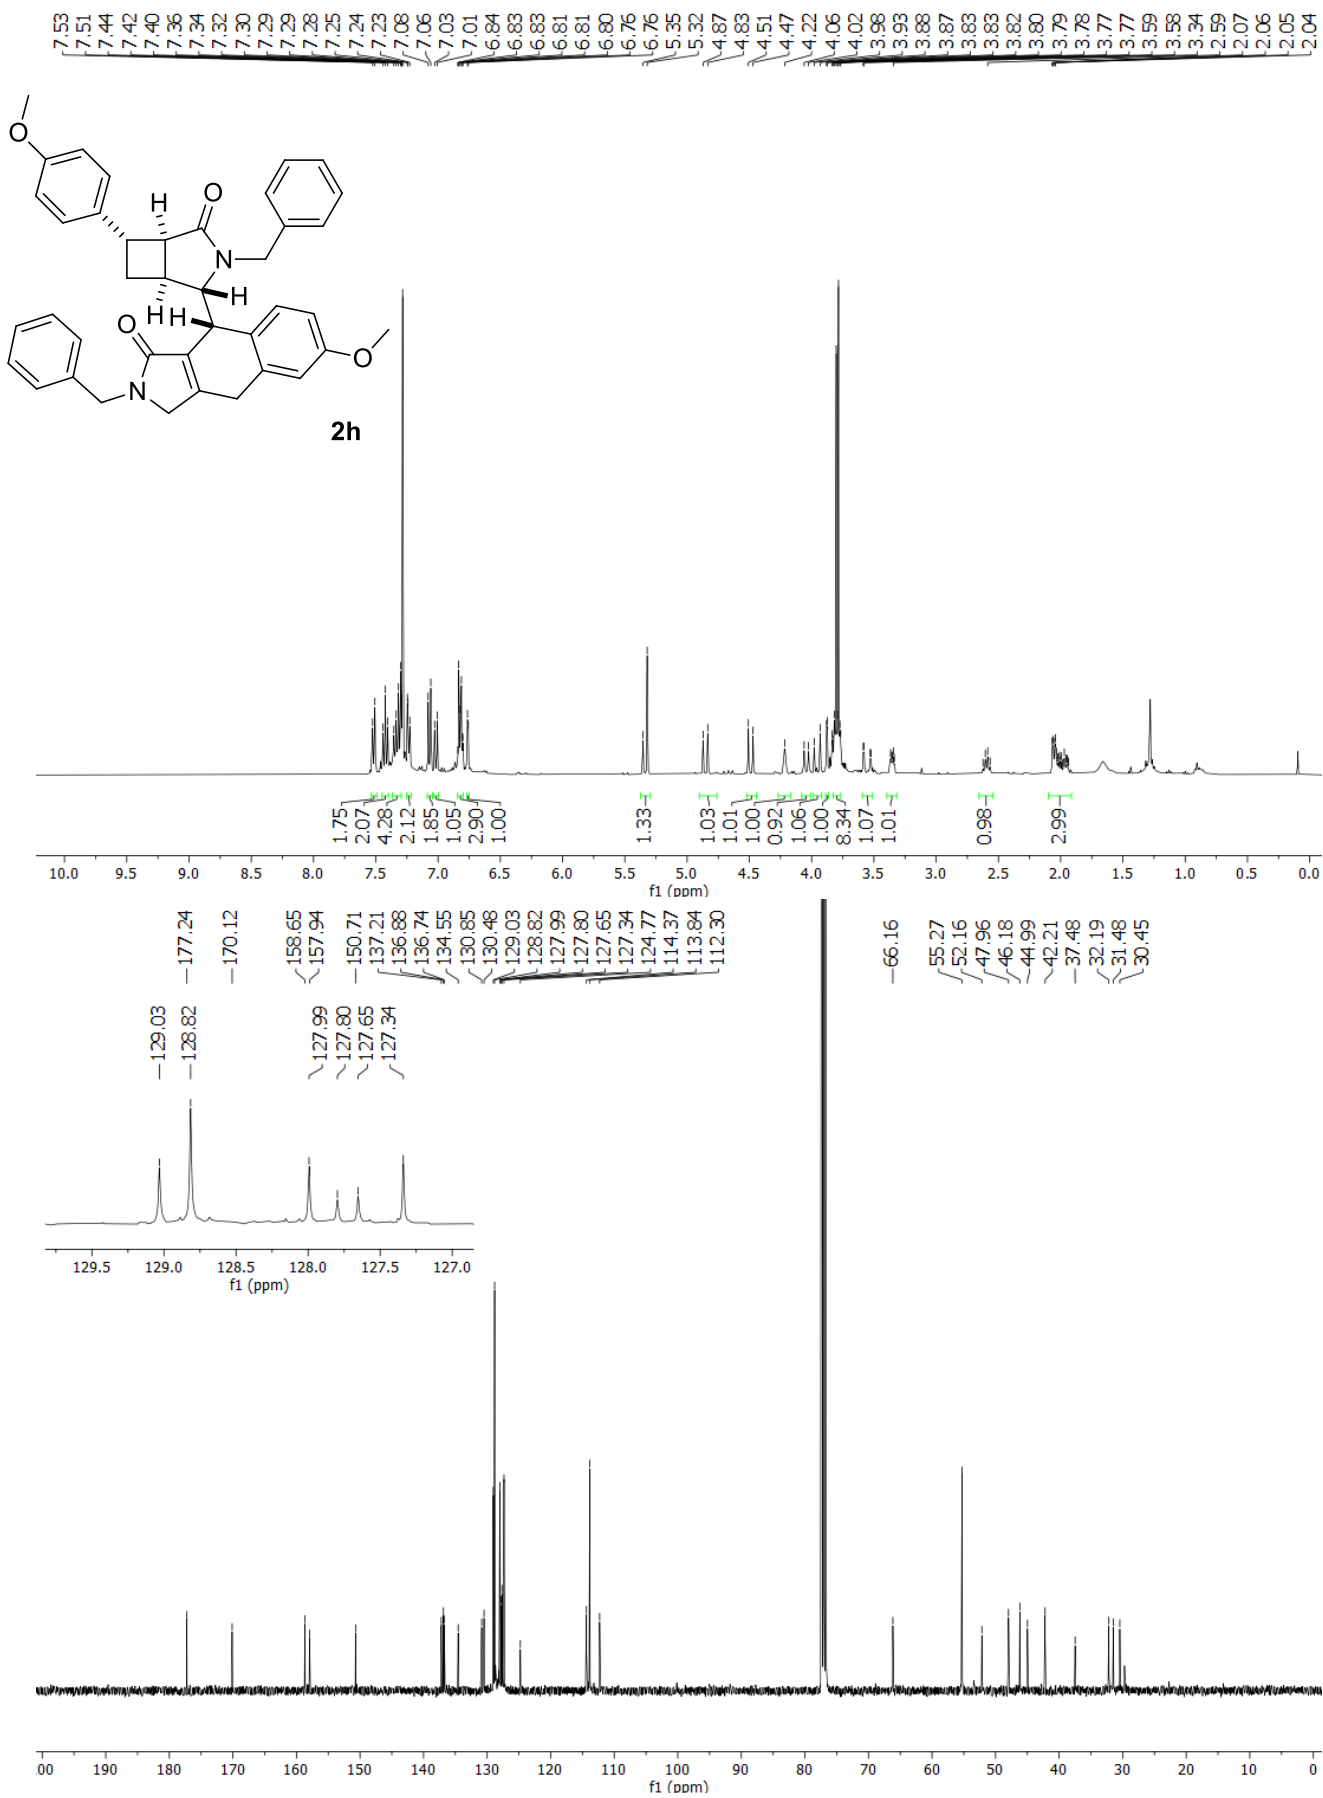 7.53 7.51 7.44 7.42 7.40 7.36 7.34 7.32 7.30 7.29 7.29 7.28 7.25 7.24 7.23 7.08 7.06 7.03 7.01 6.84 6.83 6.83 6.81 6.81 6.80 6.76 6.76 5.35 5.32 4.87 4.83 4.51 4.47 4.22 4.06 4.02 3.98 3.93 3.88 3.87 3.83 3.83 3.82 3.80 3.79 3.78 3.77 3.77 3.59 3.58 3.34 2.59 2.07 2.06 2.05 2.04
O
O
H
N
H
H H
O
O
N
2h
1.75 2.07 4.28 2.12 1.85 1.05 2.90 1.00 1.33 1.03 1.01 1.00 0.92 1.06 1.00 8.34 1.07 1.01 0.98 2.99
10.0 9.5 9.0 8.5 8.0 7.5 7.0 6.5 6.0 5.5 5.0 4.5 4.0 3.5 3.0 2.5 2.0 1.5 1.0 0.5 0.0
f1 (ppm)
177.24 170.12 158.65 157.94 150.71 137.21 136.88 136.74 134.55 130.85 130.48 129.03 128.82 127.99 127.80 127.65 127.34 124.77 114.37 113.84 112.30 66.16 55.27 52.16 47.96 46.18 44.99 42.21 37.48 32.19 31.48 30.45
129.03 128.82 127.99 127.80 127.65 127.34
129.5 129.0 128.5 128.0 127.5 127.0
f1 (ppm)
00 190 180 170 160 150 140 130 120 110 100 90 80 70 60 50 40 30 20 10 0
f1 (ppm)